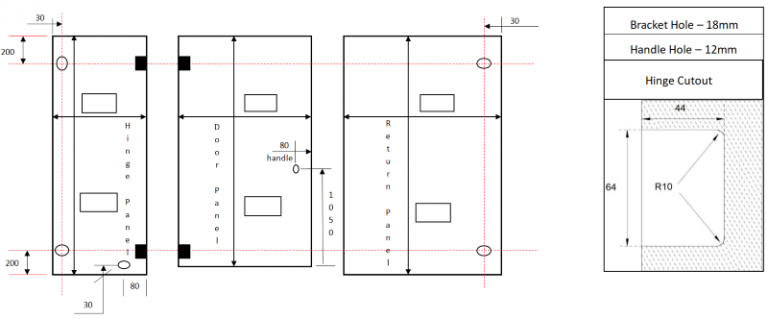 30
200
Hinge Panel
200
30
80
Door Panel
80
handle
1050
Return Panel
30
Bracket Hole – 18mm
Handle Hole – 12mm
Hinge Cutout
44
64
R10